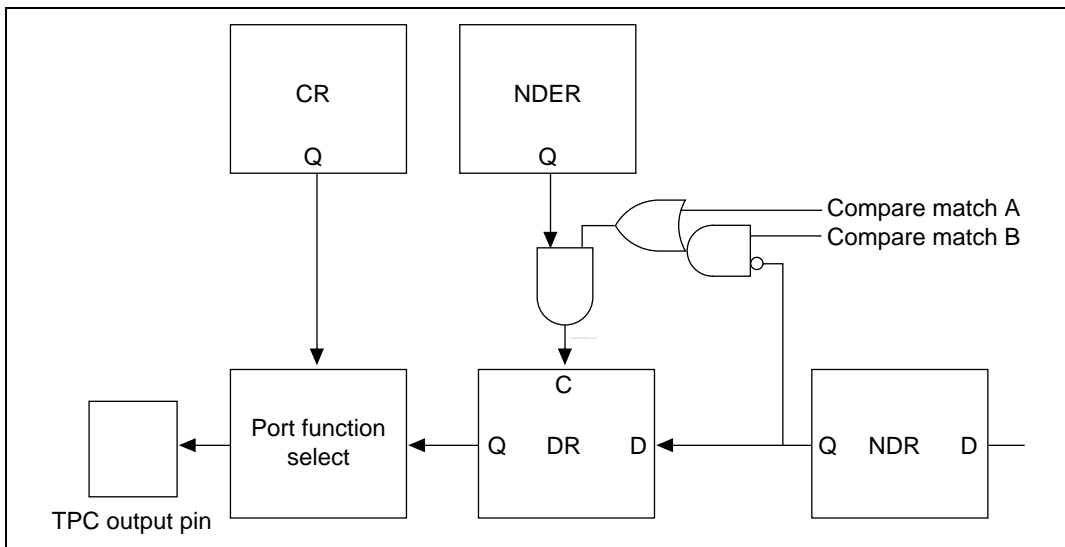 CR
Q
NDER
Q
Compare match A
Compare match B
C
Port function
select
Q DR D
Q NDR D
TPC output pin